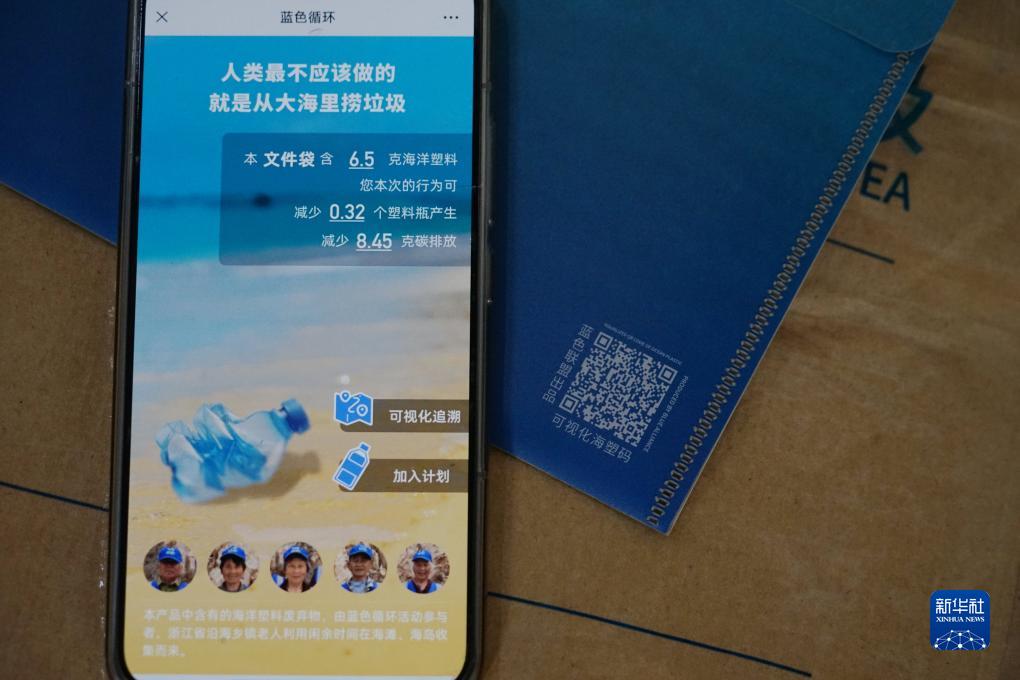 蓝色循环
人类最不应该做的
就是从大海里捞垃圾
本 文件袋 含 6.5 克海洋塑料
您本次的行为可
减少 0.32 个塑料瓶产生
减少 8.45 克碳排放
可视化追溯
加入计划
本产品中含有的海洋塑料废弃物，由蓝色循环活动参与
者，浙江省沿海乡镇老人利用闲余时间在海滩、海岛收
集而来。
蓝色联盟出品
PRODUCED BY BLUE ALLIANCE
可视化海塑码
EA
新华社
XINHUA NEWS